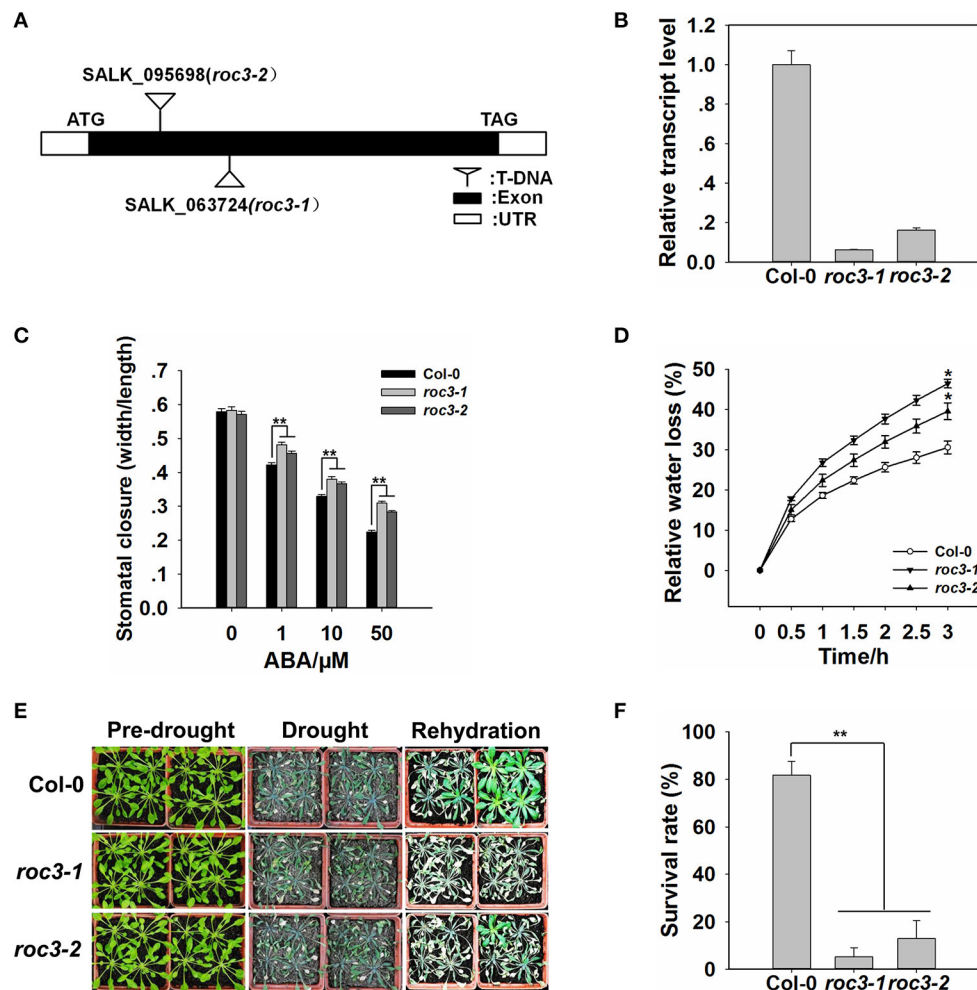 A
SALK_095698(roc3-2)
ATG
TAG
SALK_063724(roc3-1)
:T-DNA
:Exon
:UTR
B
Relative transcript level
1.2
1.0
.8
.6
.4
.2
0.0
Col-0 roc3-1 roc3-2
C
Stomatal closure (width/length)
.7
.6
.5
.4
.3
.2
.1
0.0
Col-0
roc3-1
roc3-2
**
**
**
0 1 10 50
ABA/µM
D
Relative water loss (%)
50
40
30
20
10
0
*
*
Col-0
roc3-1
roc3-2
0 0.5 1 1.5 2 2.5 3
Time/h
E
Pre-drought Drought Rehydration
Col-0
roc3-1
roc3-2
F
Survival rate (%)
100
80
60
40
20
0
**
Col-0 roc3-1 roc3-2